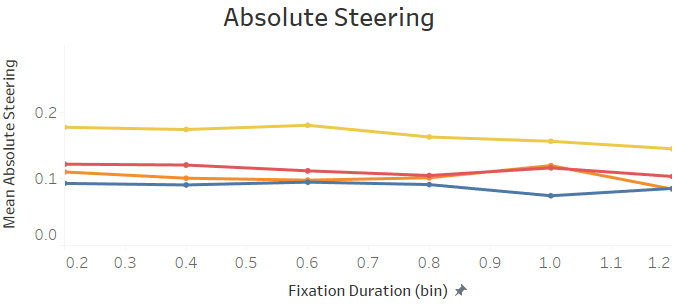 Absolute Steering
Mean Absolute Steering
0.2
0.1
0.0
0.2 0.3 0.4 0.5 0.6 0.7 0.8 0.9 1.0 1.1 1.2
Fixation Duration (bin)